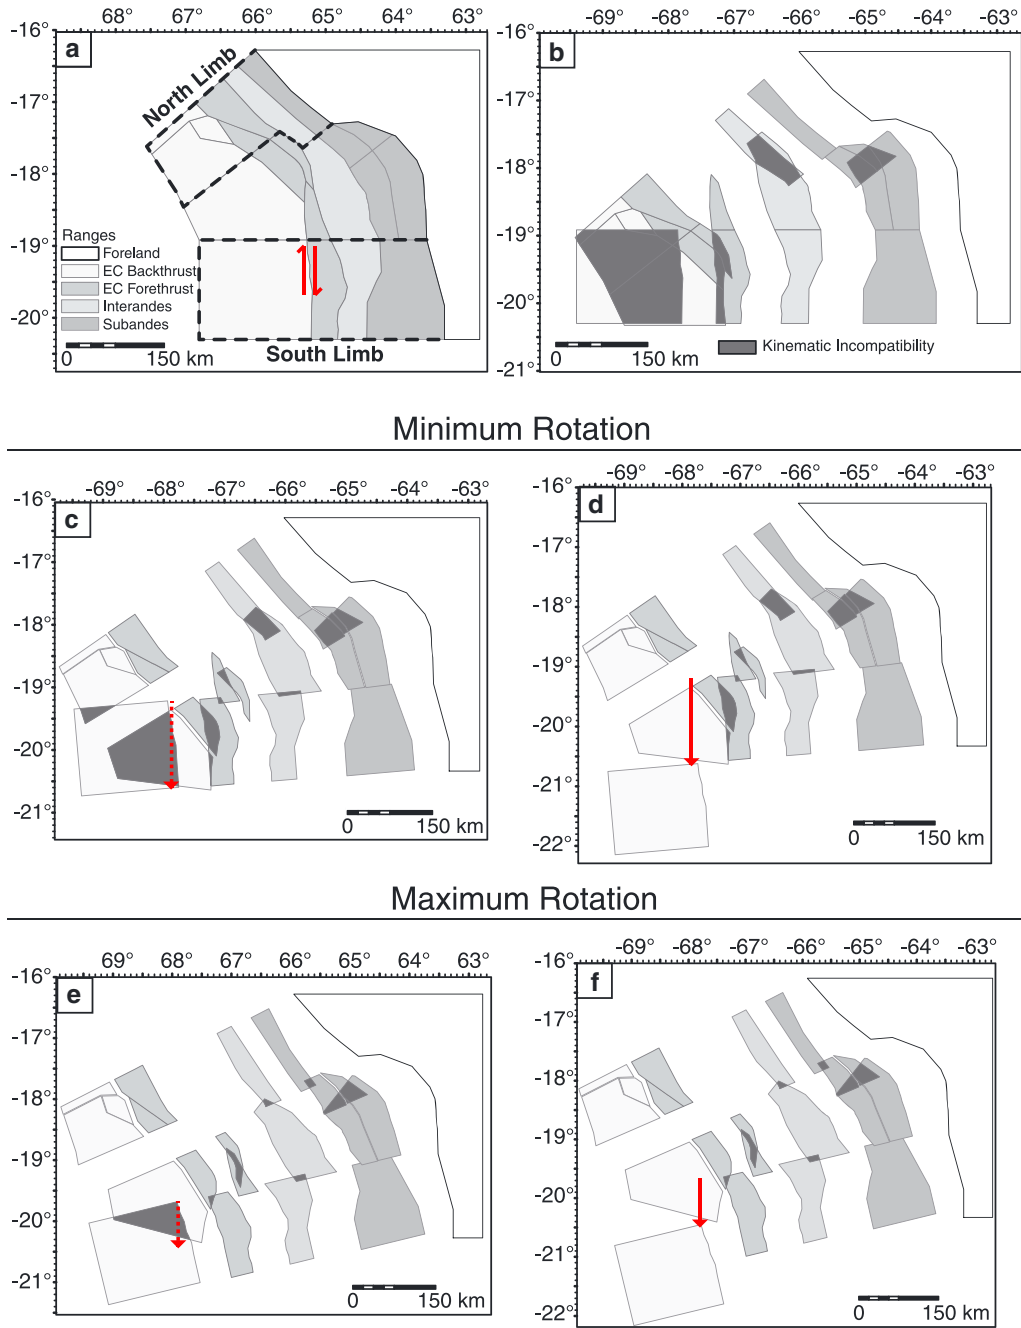 68° 67° 66° 65° 64° 63°
-69° -68° -67° -66° -65° -64° -63°
-16°
-17°
-18°
-19°
-20°
a
North Limb
Ranges
Foreland
EC Backthrust
EC Forethrust
Interandes
Subandes
0 150 km
South Limb
-16°
-17°
-18°
-19°
-20°
-21°
b
0 150 km
Kinematic Incompatibility
Minimum Rotation
-69° -68° -67° -66° -65° -64° -63°
-16°
-17°
-18°
-19°
-20°
-21°
c
0 150 km
-69° -68° -67° -66° -65° -64° -63°
-16°
-17°
-18°
-19°
-20°
-21°
-22°
d
0 150 km
Maximum Rotation
69° 68° 67° 66° 65° 64° 63°
-16°
-17°
-18°
-19°
-20°
-21°
e
0 150 km
-69° -68° -67° -66° -65° -64° -63°
-16°
-17°
-18°
-19°
-20°
-21°
-22°
f
0 150 km